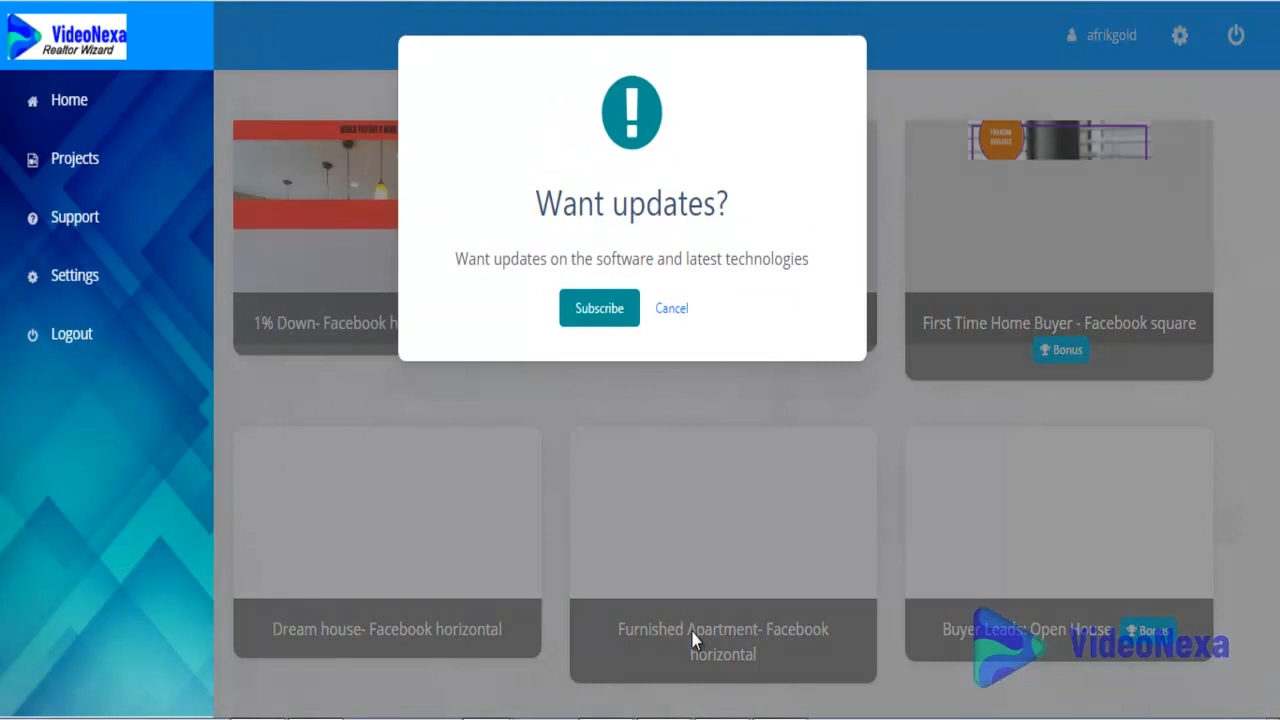 VideoNexa
Realtor Wizard
afrikgold
Home
Projects
Support
Settings
Logout
!
Want updates?
Want updates on the software and latest technologies
Subscribe
Cancel
FINANCING
AVAILABLE
1% Down- Facebook h
First Time Home Buyer - Facebook square
Bonus
Dream house- Facebook horizontal
Furnished Apartment- Facebook
horizontal
Buyer Leads: Open House
Bonus
VideoNexa